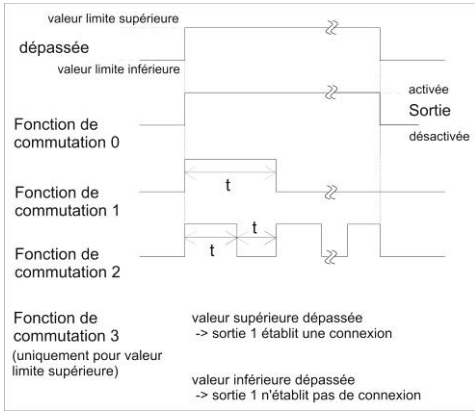 valeur limite supérieure
dépassée
valeur limite inférieure
activée
Sortie
désactivée
Fonction de
commutation 0
Fonction de
commutation 1
t
Fonction de
commutation 2
t
t
Fonction de
commutation 3
(uniquement pour valeur
limite supérieure)
valeur supérieure dépassée
-> sortie 1 établit une connexion
valeur inférieure dépassée
-> sortie 1 n'établit pas de connexion